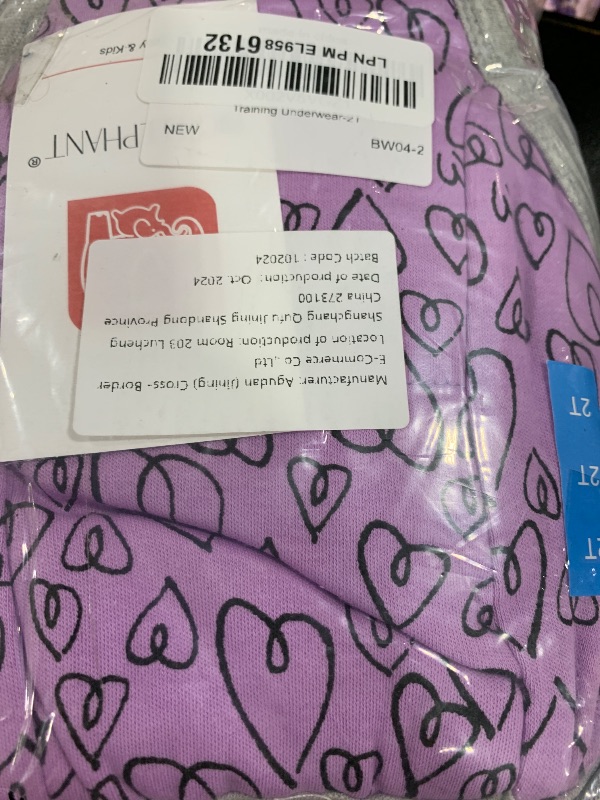 LPN PM EL958 6132
Training Underwear-2T
NEW
BW04-2
y & Kids
PHANT®
Manufacturer: Agudan (Jining) Cross- Border
E-Commerce Co., Ltd
Location of production: Room 203 Lucheng
Shangchang Qufu Jining Shandong Province
China 273100
Date of production: Oct. 2024
Batch Code : 102024
2T
2T
2T